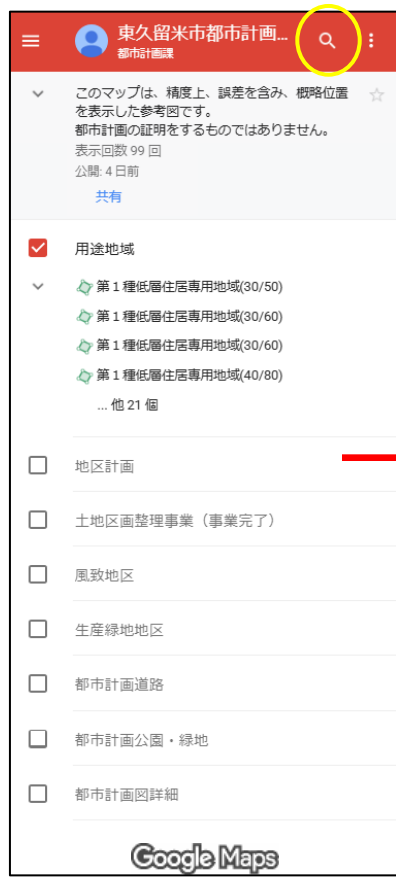 東久留米市都市計画...
都市計画課
このマップは、精度上、誤差を含み、概略位置
を表示した参考図です。
都市計画の証明をするものではありません。
表示回数 99 回
公開: 4 日前
共有
用途地域
第１種低層住居専用地域(30/50)
第１種低層住居専用地域(30/60)
第１種低層住居専用地域(30/60)
第１種低層住居専用地域(40/80)
... 他 21 個
地区計画
土地区画整理事業（事業完了）
風致地区
生産緑地地区
都市計画道路
都市計画公園・緑地
都市計画図詳細
Google Maps